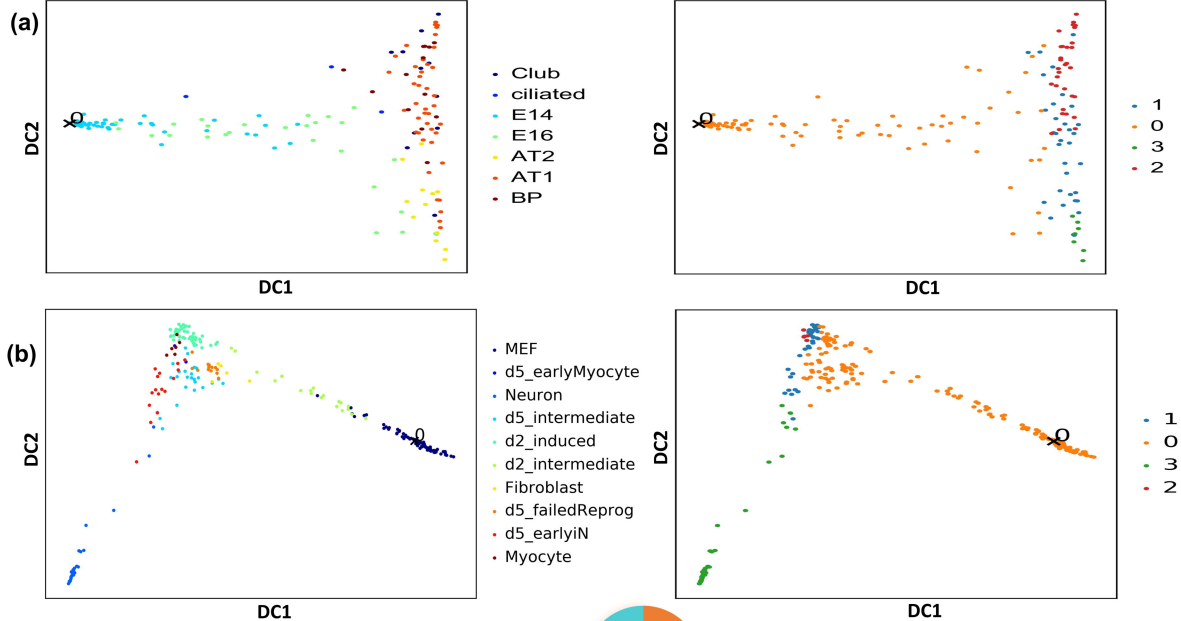 (a)
DC2
O
DC1
Club
ciliated
E14
E16
AT2
AT1
BP
DC2
O
DC1
1
0
3
2
(b)
DC2
0
DC1
MEF
d5_earlyMyocyte
Neuron
d5_intermediate
d2_induced
d2_intermediate
Fibroblast
d5_failedReprog
d5_earlyiN
Myocyte
DC2
O
DC1
1
0
3
2